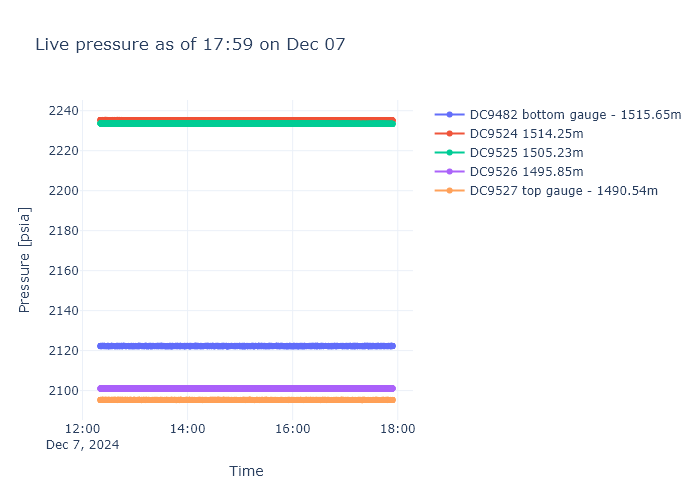 Live pressure as of 17:59 on Dec 07
Pressure [psia]
2240
2220
2200
2180
2160
2140
2120
2100
12:00
14:00
16:00
18:00
Dec 7, 2024
Time
DC9482 bottom gauge - 1515.65m
DC9524 1514.25m
DC9525 1505.23m
DC9526 1495.85m
DC9527 top gauge - 1490.54m